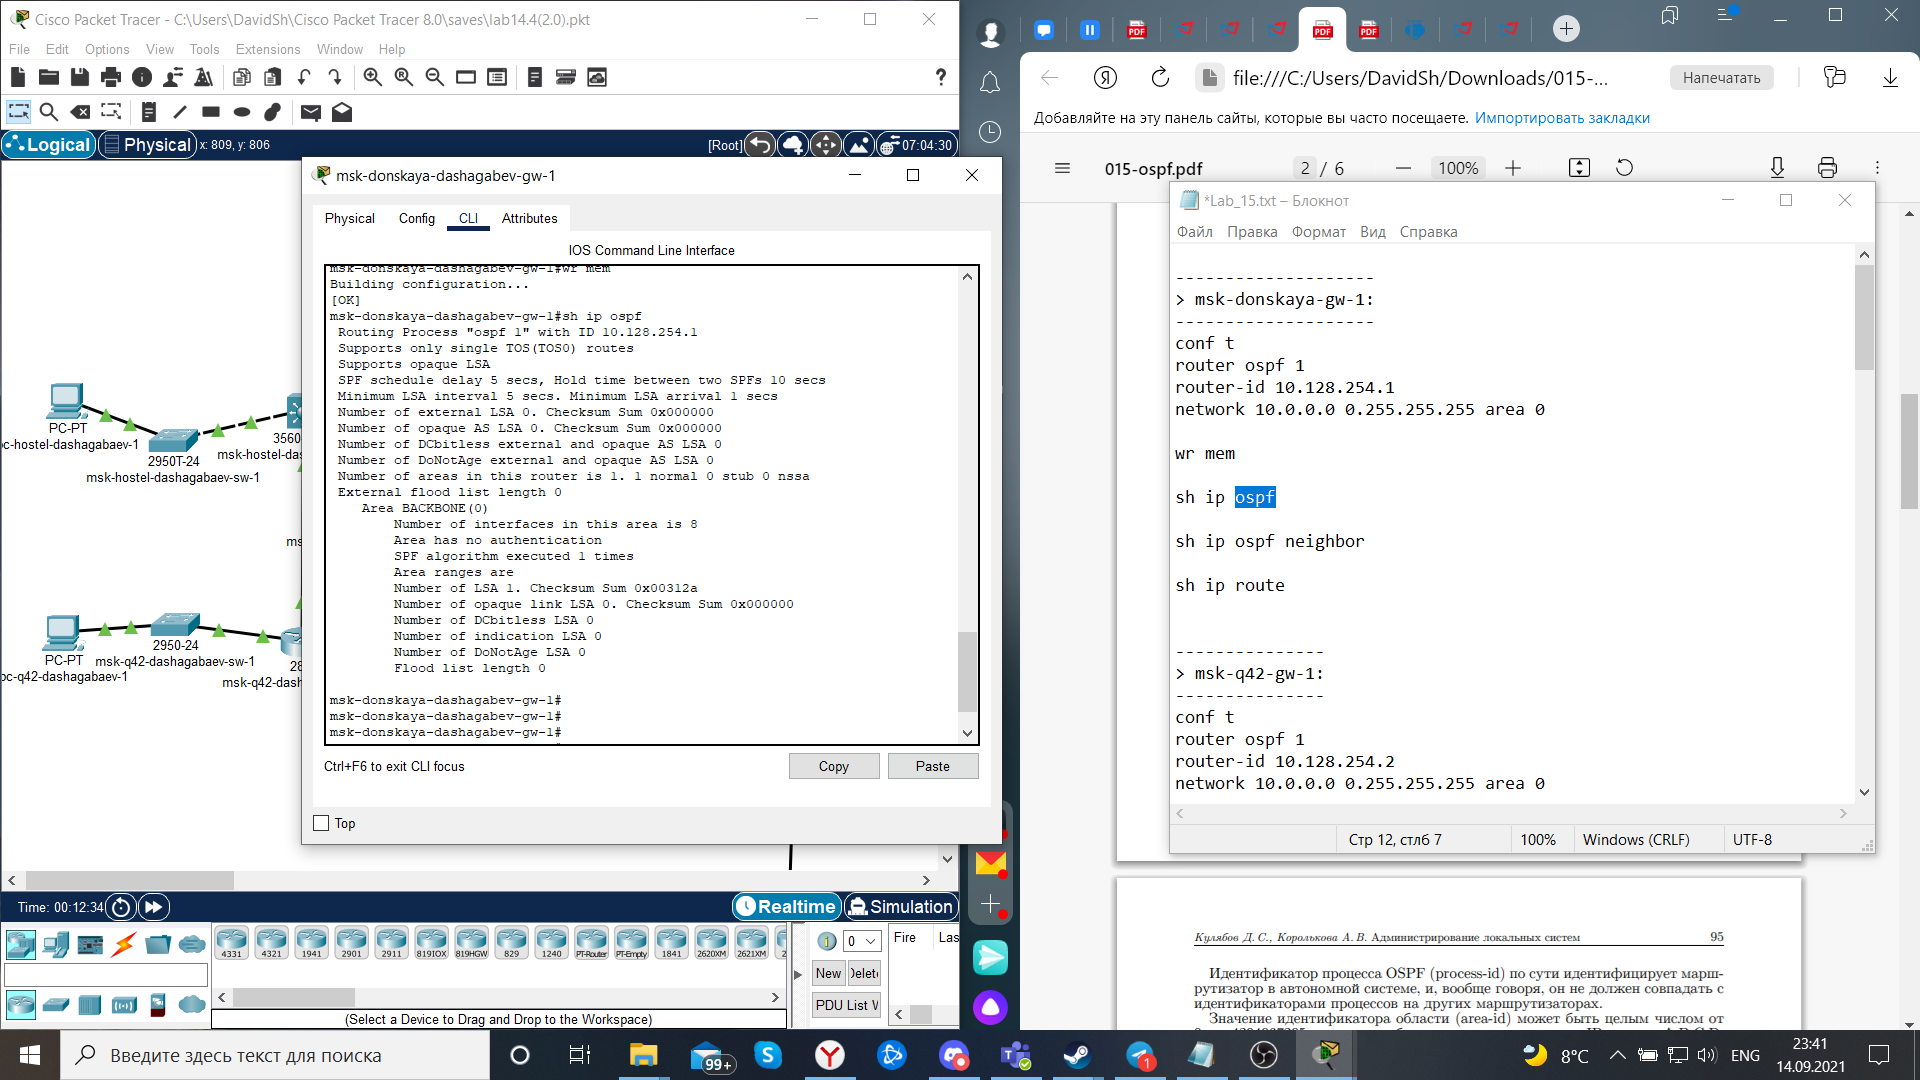 Cisco Packet Tracer - C:\Users\DavidSh\Cisco Packet Tracer 8.0\saves\lab14.4(2.0).pkt
File Edit Options View Tools Extensions Window Help
Logical Physical x: 809, y: 806 [Root] 07:04:30
PC-PT
oc-hostel-dashagabaev-1
2950T-24
msk-hostel-dashagabaev-sw-1
3560
msk-hostel-das
ms
PC-PT
oc-q42-dashagabaev-1
2950-24
msk-q42-dashagabaev-sw-1
28
msk-q42-dash
msk-donskaya-dashagabev-gw-1
Physical Config CLI Attributes
IOS Command Line Interface
msk-donskaya-dashagabev-gw-1#wr mem
Building configuration...
[OK]
msk-donskaya-dashagabev-gw-1#sh ip ospf
Routing Process "ospf 1" with ID 10.128.254.1
Supports only single TOS(TOS0) routes
Supports opaque LSA
SPF schedule delay 5 secs, Hold time between two SPFs 10 secs
Minimum LSA interval 5 secs. Minimum LSA arrival 1 secs
Number of external LSA 0. Checksum Sum 0x000000
Number of opaque AS LSA 0. Checksum Sum 0x000000
Number of DCbitless external and opaque AS LSA 0
Number of DoNotAge external and opaque AS LSA 0
Number of areas in this router is 1. 1 normal 0 stub 0 nssa
External flood list length 0
Area BACKBONE(0)
Number of interfaces in this area is 8
Area has no authentication
SPF algorithm executed 1 times
Area ranges are
Number of LSA 1. Checksum Sum 0x00312a
Number of opaque link LSA 0. Checksum Sum 0x000000
Number of DCbitless LSA 0
Number of indication LSA 0
Number of DoNotAge LSA 0
Flood list length 0
msk-donskaya-dashagabev-gw-1#
msk-donskaya-dashagabev-gw-1#
msk-donskaya-dashagabev-gw-1#
Ctrl+F6 to exit CLI focus Copy Paste
Top
Time: 00:12:34 Realtime Simulation
4331 4321 1941 2901 2911 819IOX 819HGW 829 1240 PT-Router PT-Empty 1841 2620XM 2621XM 2
(Select a Device to Drag and Drop to the Workspace)
0
New Delete
PDU List W
Fire Las
file:///C:/Users/DavidSh/Downloads/015-... Напечатать
Добавляйте на эту панель сайты, которые вы часто посещаете. Импортировать закладки
015-ospf.pdf 2 / 6 100%
*Lab_15.txt – Блокнот
Файл Правка Формат Вид Справка
--------------------
> msk-donskaya-gw-1:
--------------------
conf t
router ospf 1
router-id 10.128.254.1
network 10.0.0.0 0.255.255.255 area 0
wr mem
sh ip ospf
sh ip ospf neighbor
sh ip route
---------------
> msk-q42-gw-1:
---------------
conf t
router ospf 1
router-id 10.128.254.2
network 10.0.0.0 0.255.255.255 area 0
Стр 12, стлб 7 100% Windows (CRLF) UTF-8
Кулябов Д. С., Королькова А. В. Администрирование локальных систем 95
Идентификатор процесса OSPF (process-id) по сути идентифицирует марш-
рутизатор в автономной системе, и, вообще говоря, он не должен совпадать с
идентификаторами процессов на других маршрутизаторах.
Значение идентификатора области (area-id) может быть целым числом от
Введите здесь текст для поиска
99+
1
8°C
ENG
23:41
14.09.2021